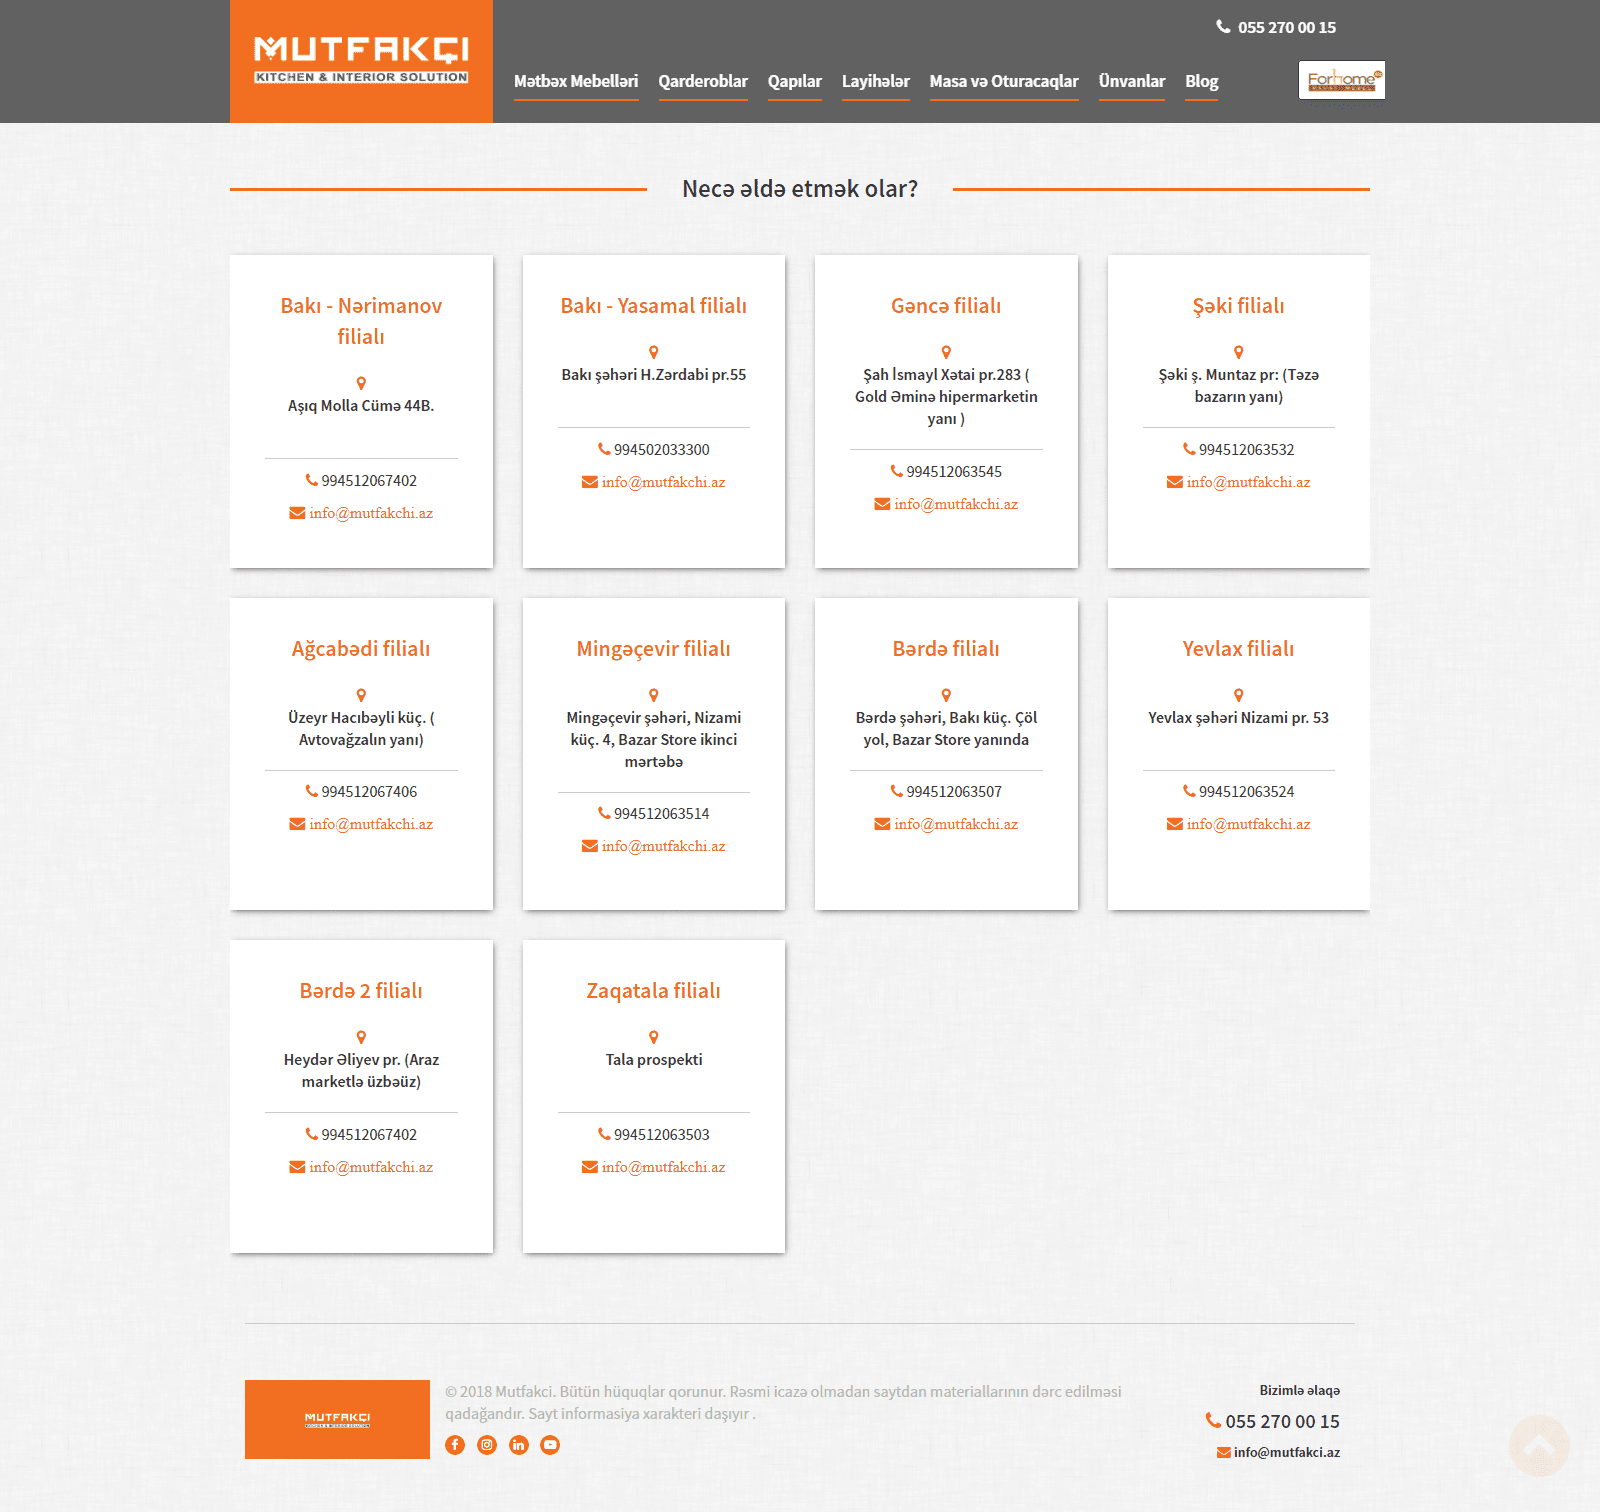 MUTFAKÇI
KITCHEN & INTERIOR SOLUTION
055 270 00 15
Mətbəx Mebelləri Qarderoblar Qapılar Layihələr Masa və Oturacaqlar Ünvanlar Blog
Forhome
Necə əldə etmək olar?
Bakı - Nərimanov
filialı
Aşıq Molla Cümə 44B.
994512067402
info@mutfakchi.az
Bakı - Yasamal filialı
Bakı şəhəri H.Zərdabi pr.55
994502033300
info@mutfakchi.az
Gəncə filialı
Şah İsmayl Xətai pr.283 (
Gold Əminə hipermarketin
yanı )
994512063545
info@mutfakchi.az
Şəki filialı
Şəki ş. Muntaz pr: (Təzə
bazarın yanı)
994512063532
info@mutfakchi.az
Ağcabədi filialı
Üzeyr Hacıbəyli küç. (
Avtovağzalın yanı)
994512067406
info@mutfakchi.az
Mingəçevir filialı
Mingəçevir şəhəri, Nizami
küç. 4, Bazar Store ikinci
mərtəbə
994512063514
info@mutfakchi.az
Bərdə filialı
Bərdə şəhəri, Bakı küç. Çöl
yol, Bazar Store yanında
994512063507
info@mutfakchi.az
Yevlax filialı
Yevlax şəhəri Nizami pr. 53
994512063524
info@mutfakchi.az
Bərdə 2 filialı
Heydər Əliyev pr. (Araz
marketlə üzbəüz)
994512067402
info@mutfakchi.az
Zaqatala filialı
Tala prospekti
994512063503
info@mutfakchi.az
MUTFAKÇI
KITCHEN & INTERIOR SOLUTION
© 2018 Mutfakci. Bütün hüquqlar qorunur. Rəsmi icazə olmadan saytdan materiallarının dərc edilməsi
qadağandır. Sayt informasiya xarakteri daşıyır .
Bizimlə əlaqə
055 270 00 15
info@mutfakci.az